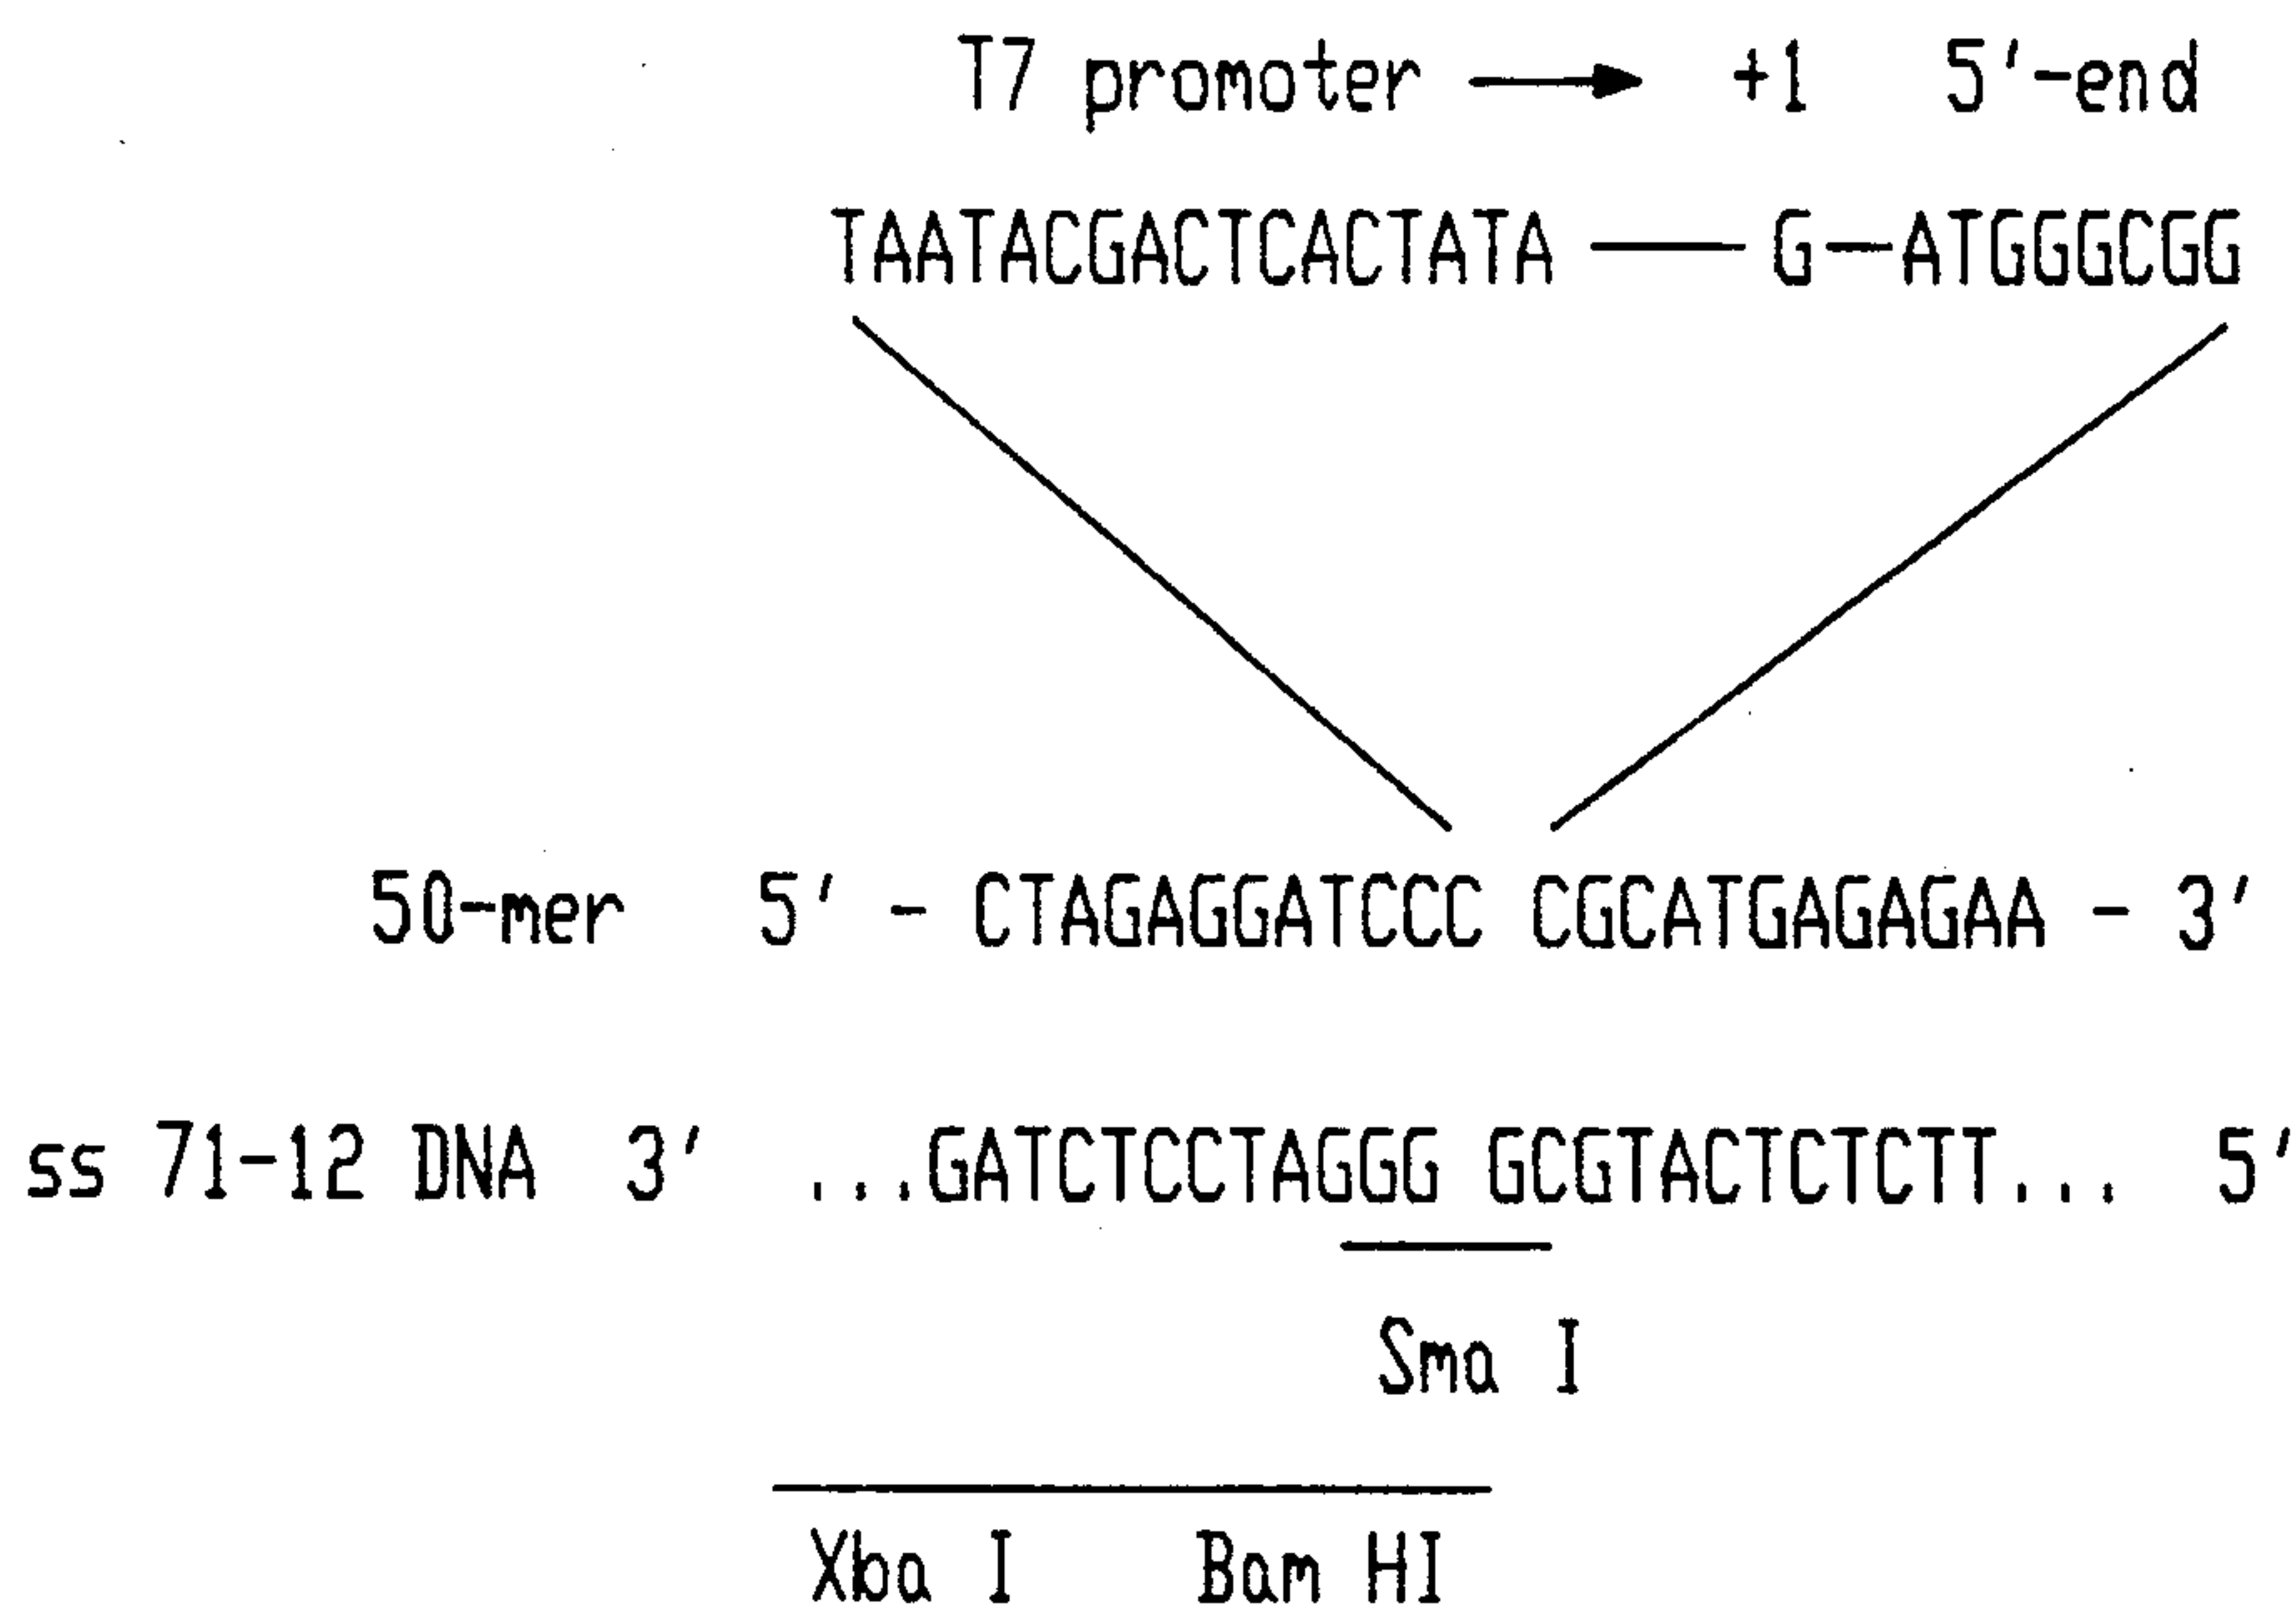 T7 promoter → +1 5'-end
TAATACGACTCACTATA — G—ATGGGCGG
50-mer 5' - CTAGAGGATCCC CGCATGAGAGAA - 3'
ss 71-12 DNA 3' ...GATCTCCTAGGG GCGTACTCTCTT... 5'
Sma I
Xba I Bam HI